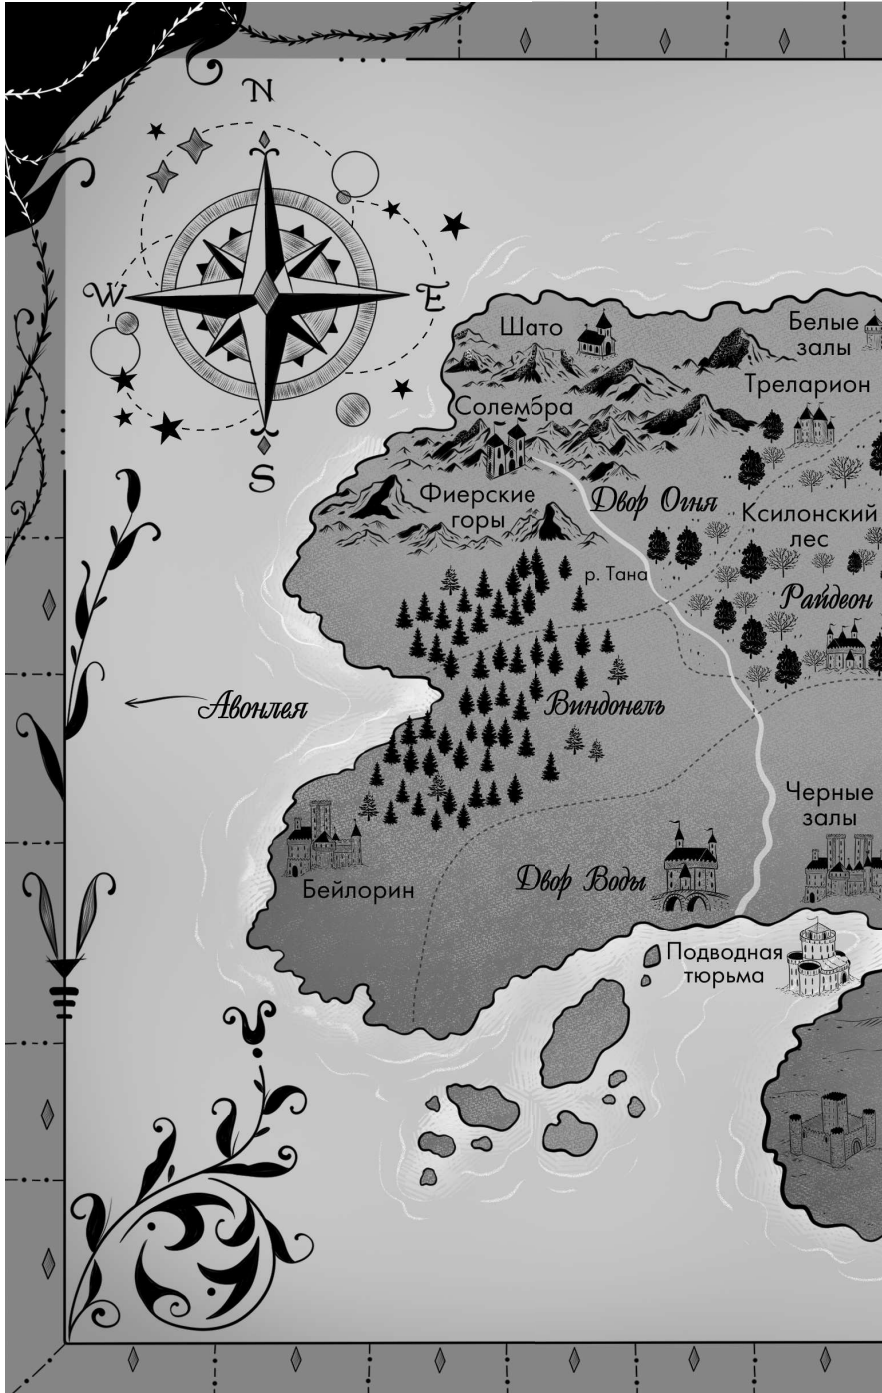 N
W
E
S
Шато
Белые
залы
Треларион
Солембра
Фиерские
горы
Двор Огня
Ксилонский
лес
р. Тана
Райдеон
Авонлея
Виндонель
Черные
залы
Бейлорин
Двор Воды
Подводная
тюрьма